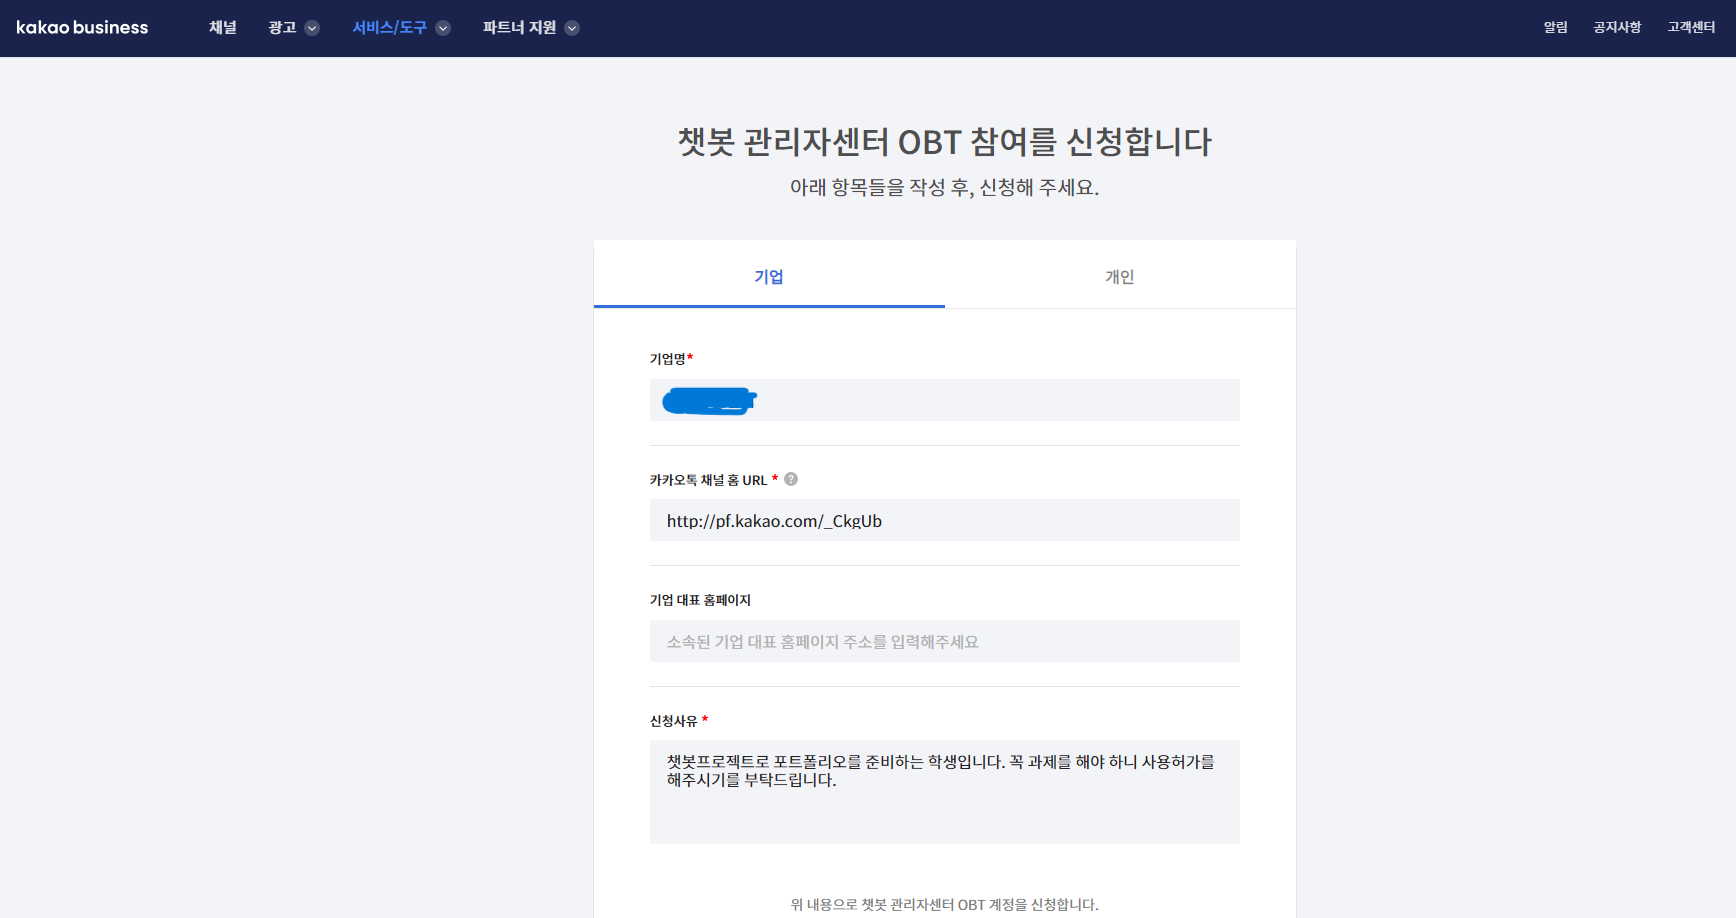 kakao business 채널 광고 서비스/도구 파트너 지원 알림 공지사항 고객센터
챗봇 관리자센터 OBT 참여를 신청합니다
아래 항목들을 작성 후, 신청해 주세요.
기업 개인
기업명*
카카오톡 채널 홈 URL * ?
http://pf.kakao.com/_CkgUb
기업 대표 홈페이지
소속된 기업 대표 홈페이지 주소를 입력해주세요
신청사유 *
챗봇프로젝트로 포트폴리오를 준비하는 학생입니다. 꼭 과제를 해야 하니 사용허가를
해주시기를 부탁드립니다.
위 내용으로 챗봇 관리자센터 OBT 계정을 신청합니다.